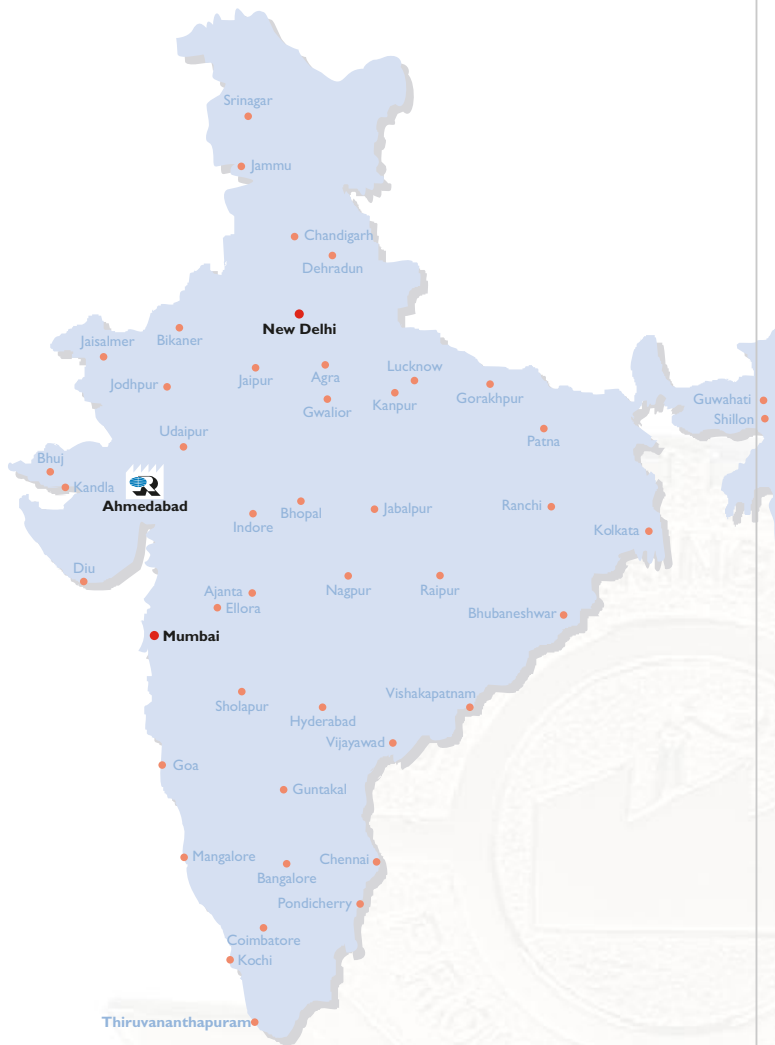 Srinagar
Jammu
Chandigarh
Dehradun
New Delhi
Bikaner
Jaisalmer
Jodhpur
Jaipur
Agra
Lucknow
Gwalior
Kanpur
Gorakhpur
Guwahati
Shillon
Udaipur
Patna
Bhuj
Kandla
R
Ahmedabad
Indore
Bhopal
Jabalpur
Ranchi
Kolkata
Diu
Ajanta
Ellora
Nagpur
Raipur
Bhubaneshwar
Mumbai
Sholapur
Hyderabad
Vishakapatnam
Vijayawad
Goa
Guntakal
Mangalore
Bangalore
Chennai
Pondicherry
Coimbatore
Kochi
Thiruvananthapuram